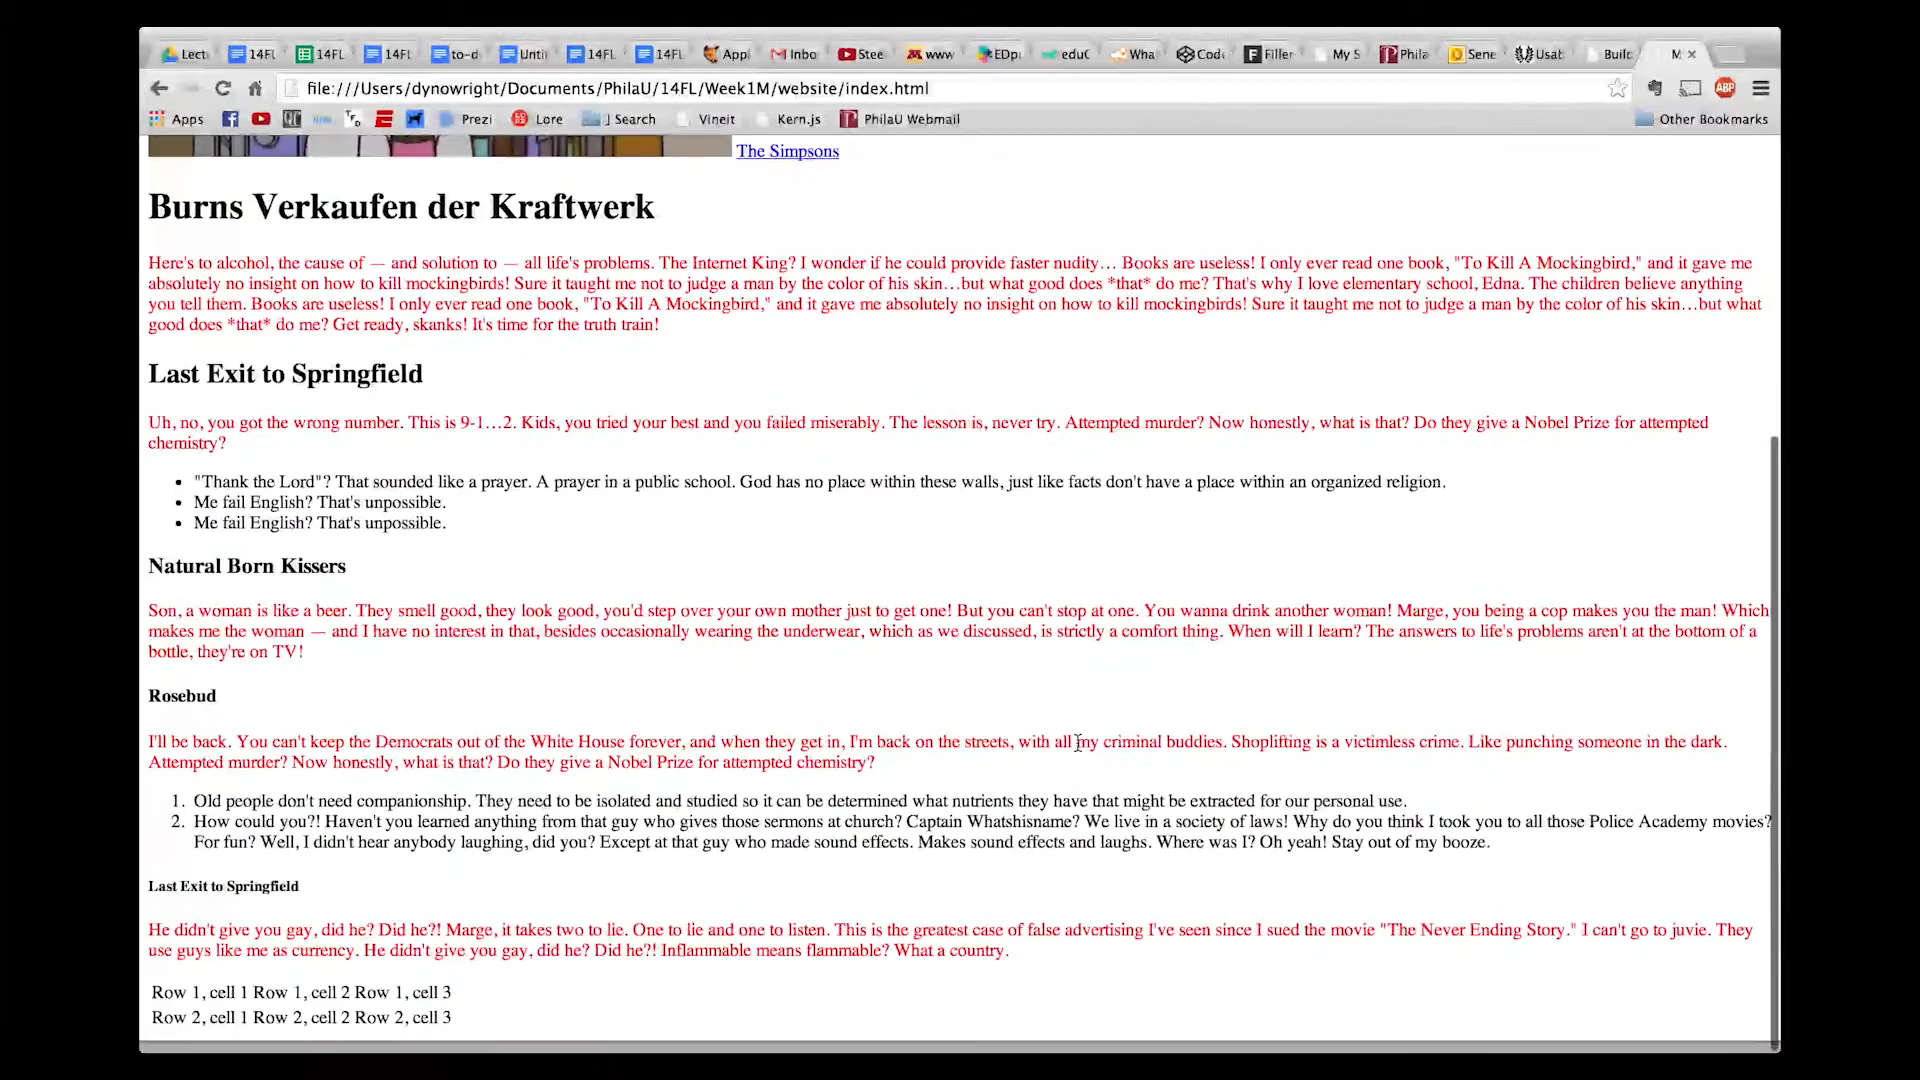 Lect 14FL 14FL 14FL to-d Unti 14FL 14FL Appl Inbo Stee www EDp eduC Wha Code Filler My S Phila Sene Usab Build M
file:///Users/dynowright/Documents/PhilaU/14FL/Week1M/website/index.html ABP
Apps Prezi Lore J Search Vineit Kern.js PhilaU Webmail Other Bookmarks
The Simpsons
Burns Verkaufen der Kraftwerk
Here's to alcohol, the cause of — and solution to — all life's problems. The Internet King? I wonder if he could provide faster nudity… Books are useless! I only ever read one book, "To Kill A Mockingbird," and it gave me
absolutely no insight on how to kill mockingbirds! Sure it taught me not to judge a man by the color of his skin…but what good does *that* do me? That's why I love elementary school, Edna. The children believe anything
you tell them. Books are useless! I only ever read one book, "To Kill A Mockingbird," and it gave me absolutely no insight on how to kill mockingbirds! Sure it taught me not to judge a man by the color of his skin…but what
good does *that* do me? Get ready, skanks! It's time for the truth train!
Last Exit to Springfield
Uh, no, you got the wrong number. This is 9-1…2. Kids, you tried your best and you failed miserably. The lesson is, never try. Attempted murder? Now honestly, what is that? Do they give a Nobel Prize for attempted
chemistry?
• "Thank the Lord"? That sounded like a prayer. A prayer in a public school. God has no place within these walls, just like facts don't have a place within an organized religion.
• Me fail English? That's unpossible.
• Me fail English? That's unpossible.
Natural Born Kissers
Son, a woman is like a beer. They smell good, they look good, you'd step over your own mother just to get one! But you can't stop at one. You wanna drink another woman! Marge, you being a cop makes you the man! Which
makes me the woman — and I have no interest in that, besides occasionally wearing the underwear, which as we discussed, is strictly a comfort thing. When will I learn? The answers to life's problems aren't at the bottom of a
bottle, they're on TV!
Rosebud
I'll be back. You can't keep the Democrats out of the White House forever, and when they get in, I'm back on the streets, with all my criminal buddies. Shoplifting is a victimless crime. Like punching someone in the dark.
Attempted murder? Now honestly, what is that? Do they give a Nobel Prize for attempted chemistry?
1. Old people don't need companionship. They need to be isolated and studied so it can be determined what nutrients they have that might be extracted for our personal use.
2. How could you?! Haven't you learned anything from that guy who gives those sermons at church? Captain Whatshisname? We live in a society of laws! Why do you think I took you to all those Police Academy movies?
For fun? Well, I didn't hear anybody laughing, did you? Except at that guy who made sound effects. Makes sound effects and laughs. Where was I? Oh yeah! Stay out of my booze.
Last Exit to Springfield
He didn't give you gay, did he? Did he?! Marge, it takes two to lie. One to lie and one to listen. This is the greatest case of false advertising I've seen since I sued the movie "The Never Ending Story." I can't go to juvie. They
use guys like me as currency. He didn't give you gay, did he? Did he?! Inflammable means flammable? What a country.
Row 1, cell 1 Row 1, cell 2 Row 1, cell 3
Row 2, cell 1 Row 2, cell 2 Row 2, cell 3